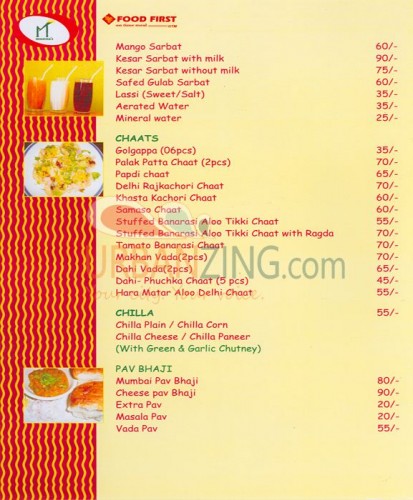 M
FOOD FIRST
Mango Sarbat 60/-
Kesar Sarbat with milk 90/-
Kesar Sarbat without milk 75/-
Safed Gulab Sarbat 60/-
Lassi (Sweet/Salt) 35/-
Aerated Water 35/-
Mineral water 25/-
CHAATS
Golgappa (06pcs) 35/-
Palak Patta Chaat (2pcs) 70/-
Papdi chaat 65/-
Delhi Rajkachori Chaat 70/-
Khasta Kachori Chaat 60/-
Samaso Chaat 60/-
Stuffed Banarasi Aloo Tikki Chaat 55/-
Stuffed Banarasi Aloo Tikki Chaat with Ragda 70/-
Tomato Banarasi Chaat 70/-
Makhan Vada(2pcs) 70/-
Dahi Vada(2pcs) 65/-
Dahi- Phuchka Chaat (5 pcs) 45/-
Hara Matar Aloo Delhi Chaat 55/-
URBANIZING.com
CHILLA 55/-
Chilla Plain / Chilla Corn
Chilla Cheese / Chilla Paneer
(With Green & Garlic Chutney)
PAV BHAJI
Mumbai Pav Bhaji 80/-
Cheese pav Bhaji 90/-
Extra Pav 20/-
Masala Pav 70/-
Vada Pav 55/-